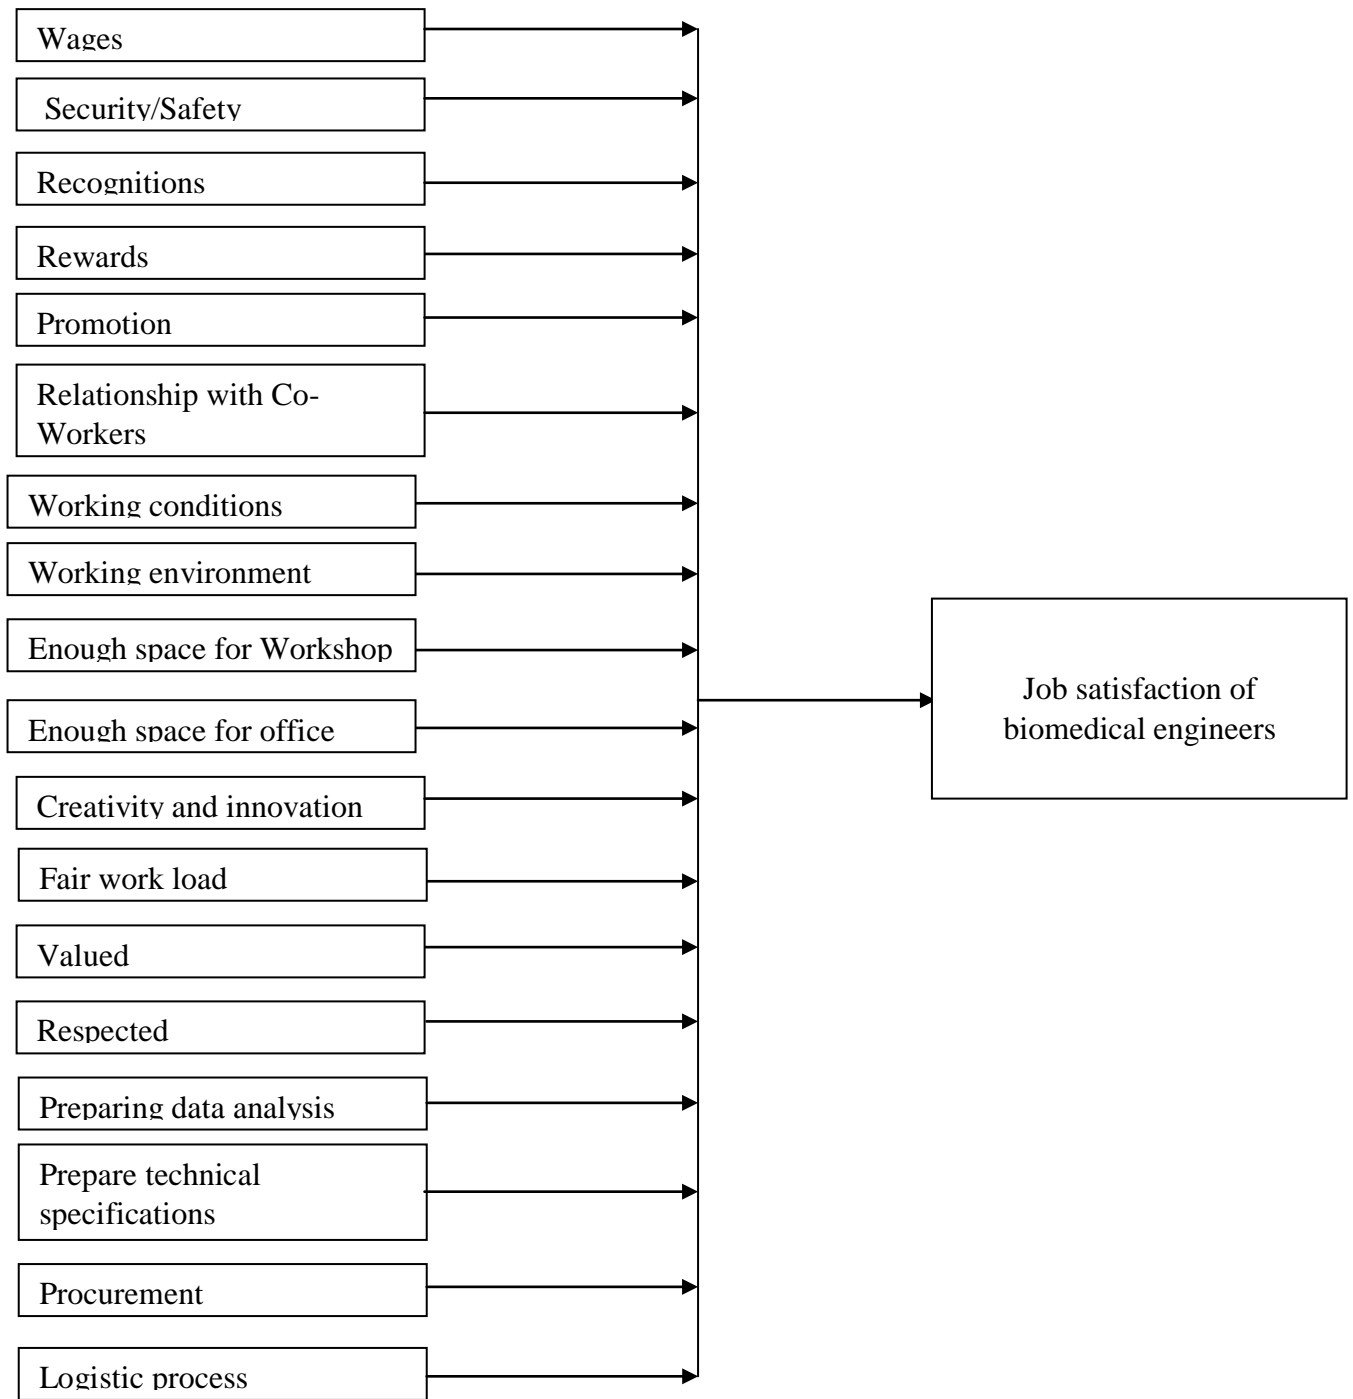 Wages
Security/Safety
Recognitions
Rewards
Promotion
Relationship with Co-
Workers
Working conditions
Working environment
Enough space for Workshop
Enough space for office
Creativity and innovation
Fair work load
Valued
Respected
Preparing data analysis
Prepare technical
specifications
Procurement
Logistic process
Job satisfaction of
biomedical engineers